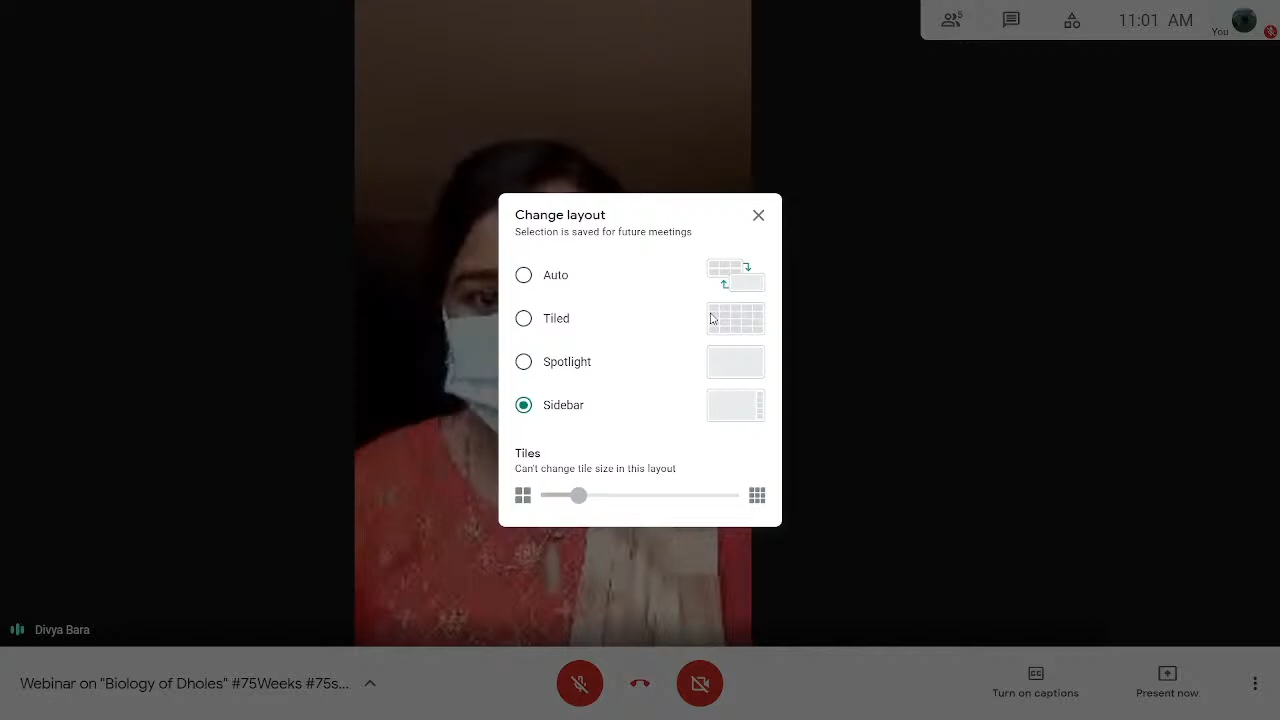 5
11:01 AM
You
Change layout
Selection is saved for future meetings
Auto
Tiled
Spotlight
Sidebar
Tiles
Can't change tile size in this layout
Divya Bara
Webinar on "Biology of Dholes" #75Weeks #75s...
CC
Turn on captions
Present now